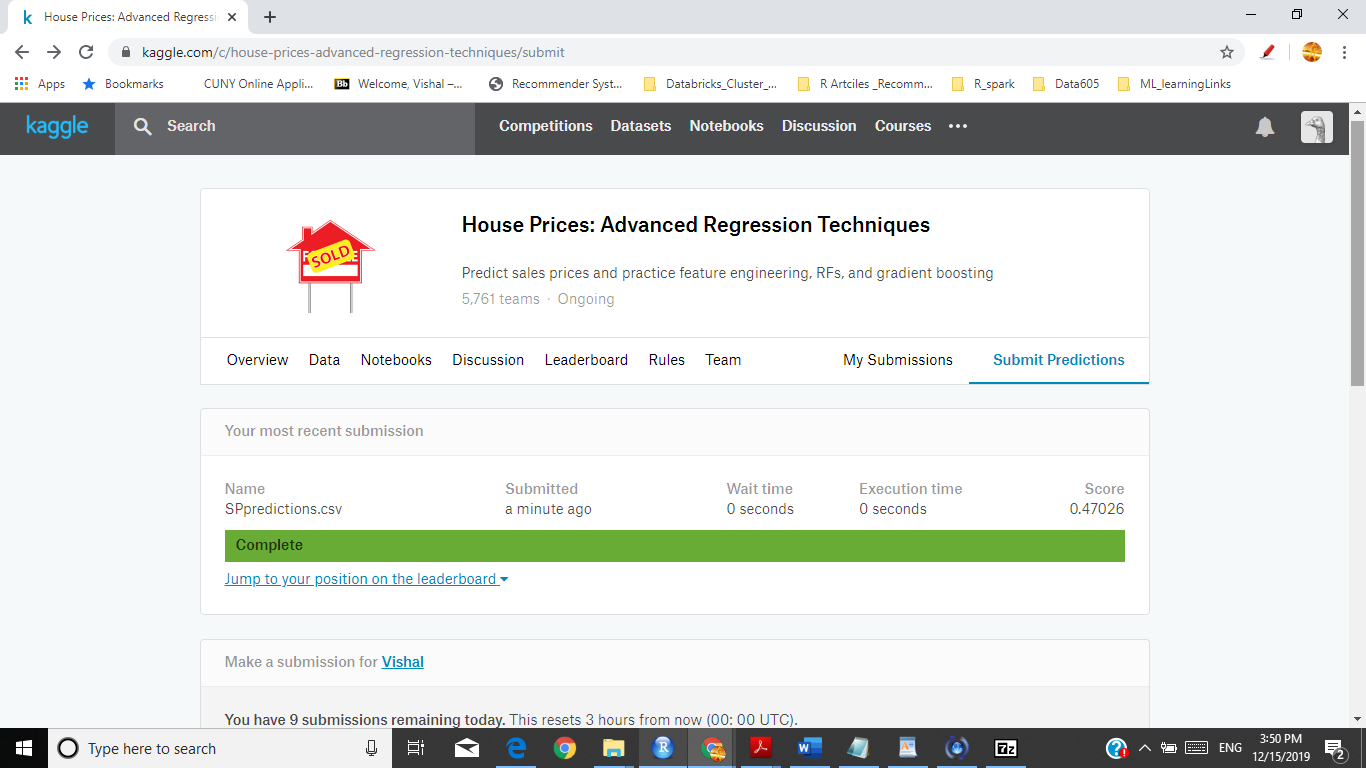 House Prices: Advanced Regressi
kaggle.com/c/house-prices-advanced-regression-techniques/submit
Apps Bookmarks CUNY Online Appli... Bb Welcome, Vishal –... Recommender Syst... Databricks_Cluster_... R Artciles _Recomm... R_spark Data605 ML_learningLinks
kaggle Search Competitions Datasets Notebooks Discussion Courses
SOLD
House Prices: Advanced Regression Techniques
Predict sales prices and practice feature engineering, RFs, and gradient boosting
5,761 teams · Ongoing
Overview Data Notebooks Discussion Leaderboard Rules Team My Submissions Submit Predictions
Your most recent submission
Name Submitted Wait time Execution time Score
SPpredictions.csv a minute ago 0 seconds 0 seconds 0.47026
Complete
Jump to your position on the leaderboard
Make a submission for Vishal
You have 9 submissions remaining today. This resets 3 hours from now (00: 00 UTC).
Type here to search
ENG
3:50 PM
12/15/2019
2